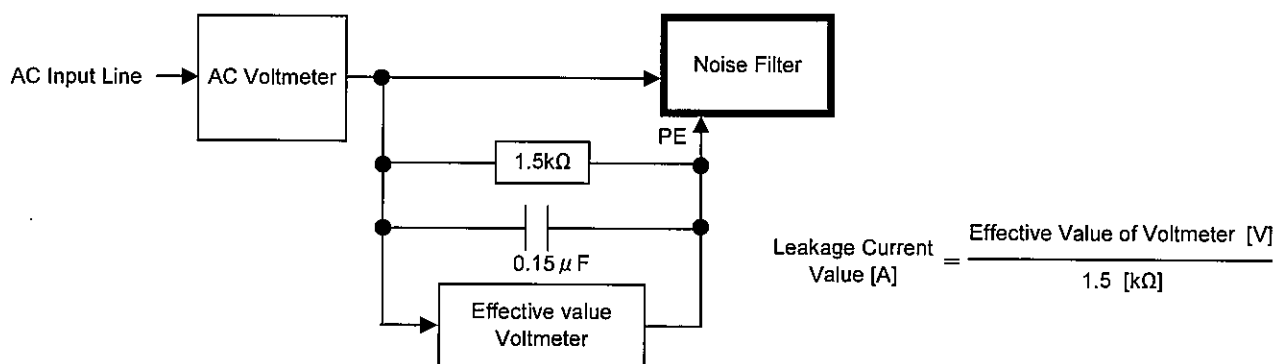 AC Input Line
AC Voltmeter
Noise Filter
PE
1.5kΩ
0.15μF
Effective value
Voltmeter
Leakage Current
Value [A]
=
Effective Value of Voltmeter [V]
1.5 [kΩ]